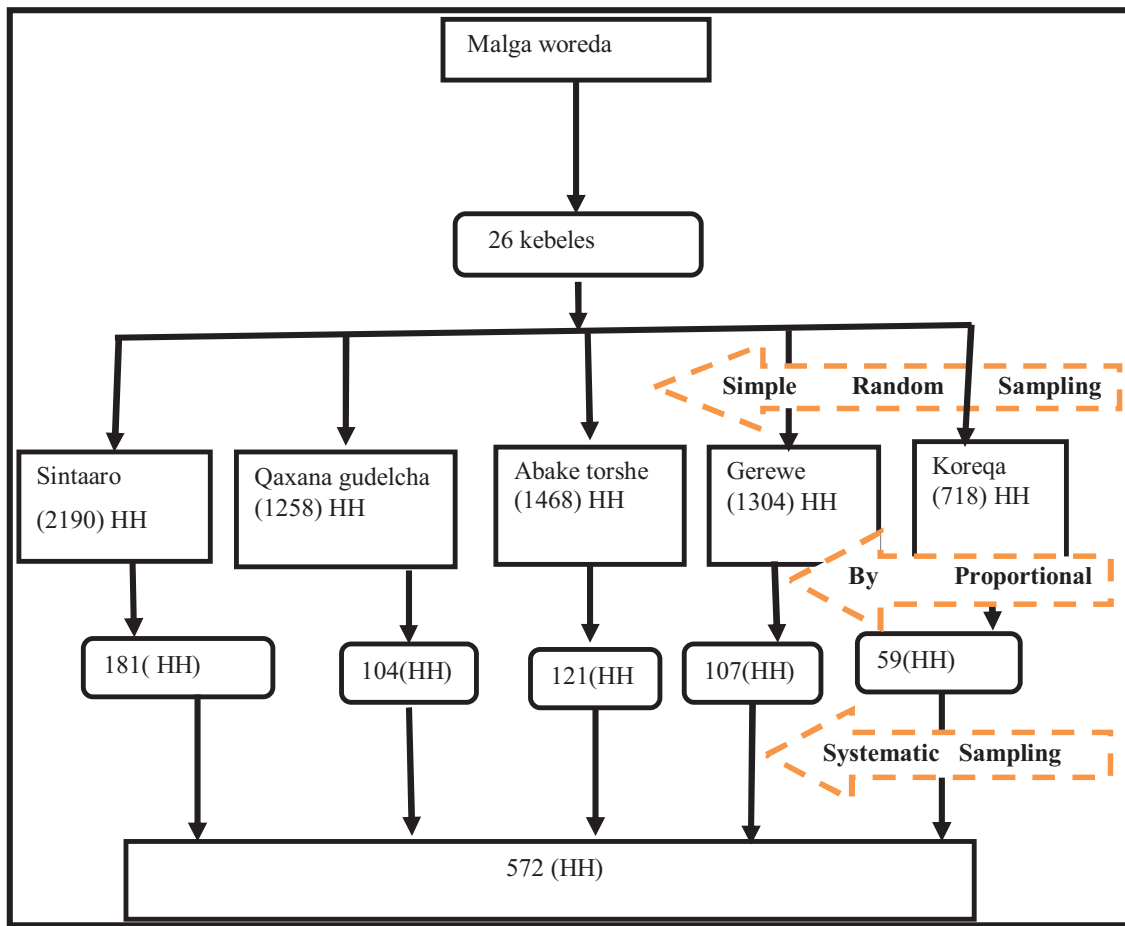 Malga woreda
26 kebeles
Simple Random Sampling
Sintaaro
(2190) HH
Qaxana gudelcha
(1258) HH
Abake torshe
(1468) HH
Gerewe
(1304) HH
Koreqa
(718) HH
By Proportional
181( HH)
104(HH)
121(HH
107(HH)
59(HH)
Systematic Sampling
572 (HH)